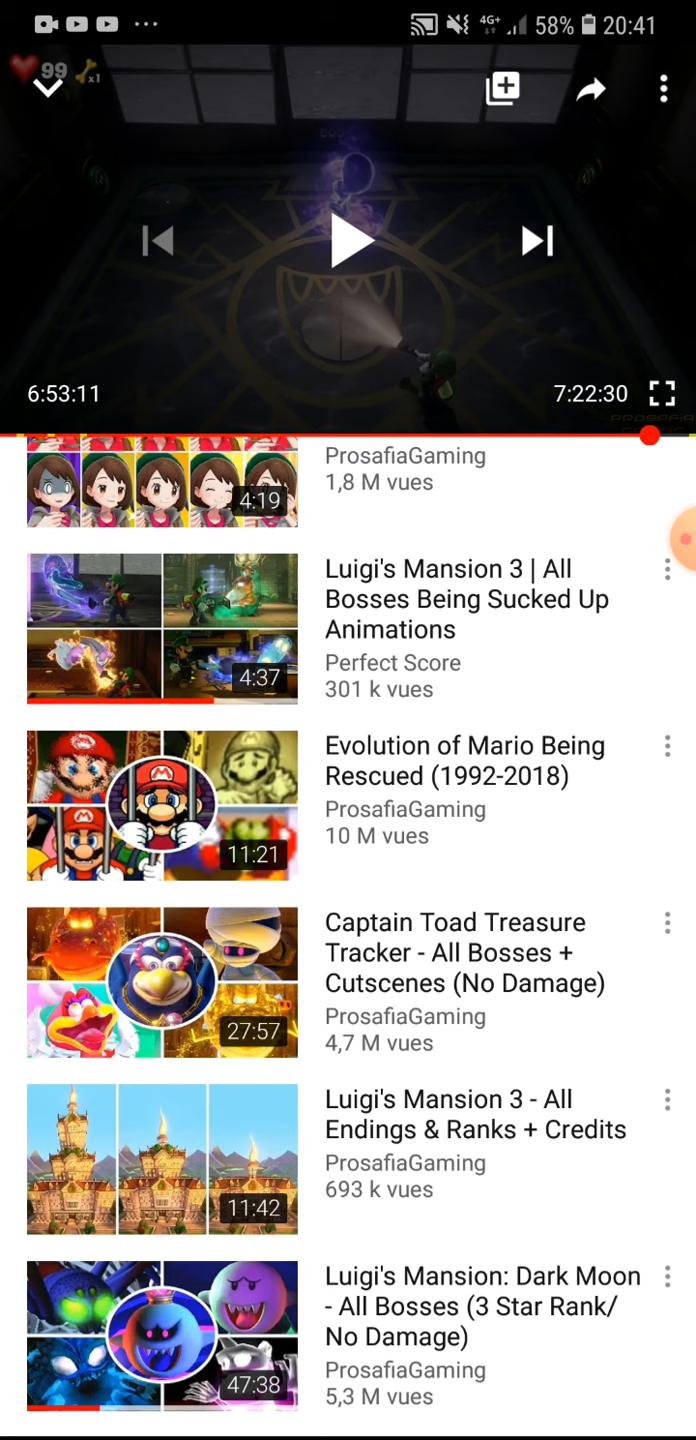 4G+ 58% 20:41
99
x1
6:53:11 7:22:30
PROSAFIA
4:19
ProsafiaGaming
1,8 M vues
Luigi's Mansion 3 | All
Bosses Being Sucked Up
Animations
Perfect Score
301 k vues
4:37
Evolution of Mario Being
Rescued (1992-2018)
ProsafiaGaming
10 M vues
11:21
Captain Toad Treasure
Tracker - All Bosses +
Cutscenes (No Damage)
ProsafiaGaming
4,7 M vues
27:57
Luigi's Mansion 3 - All
Endings & Ranks + Credits
ProsafiaGaming
693 k vues
11:42
Luigi's Mansion: Dark Moon
- All Bosses (3 Star Rank/
No Damage)
ProsafiaGaming
5,3 M vues
47:38